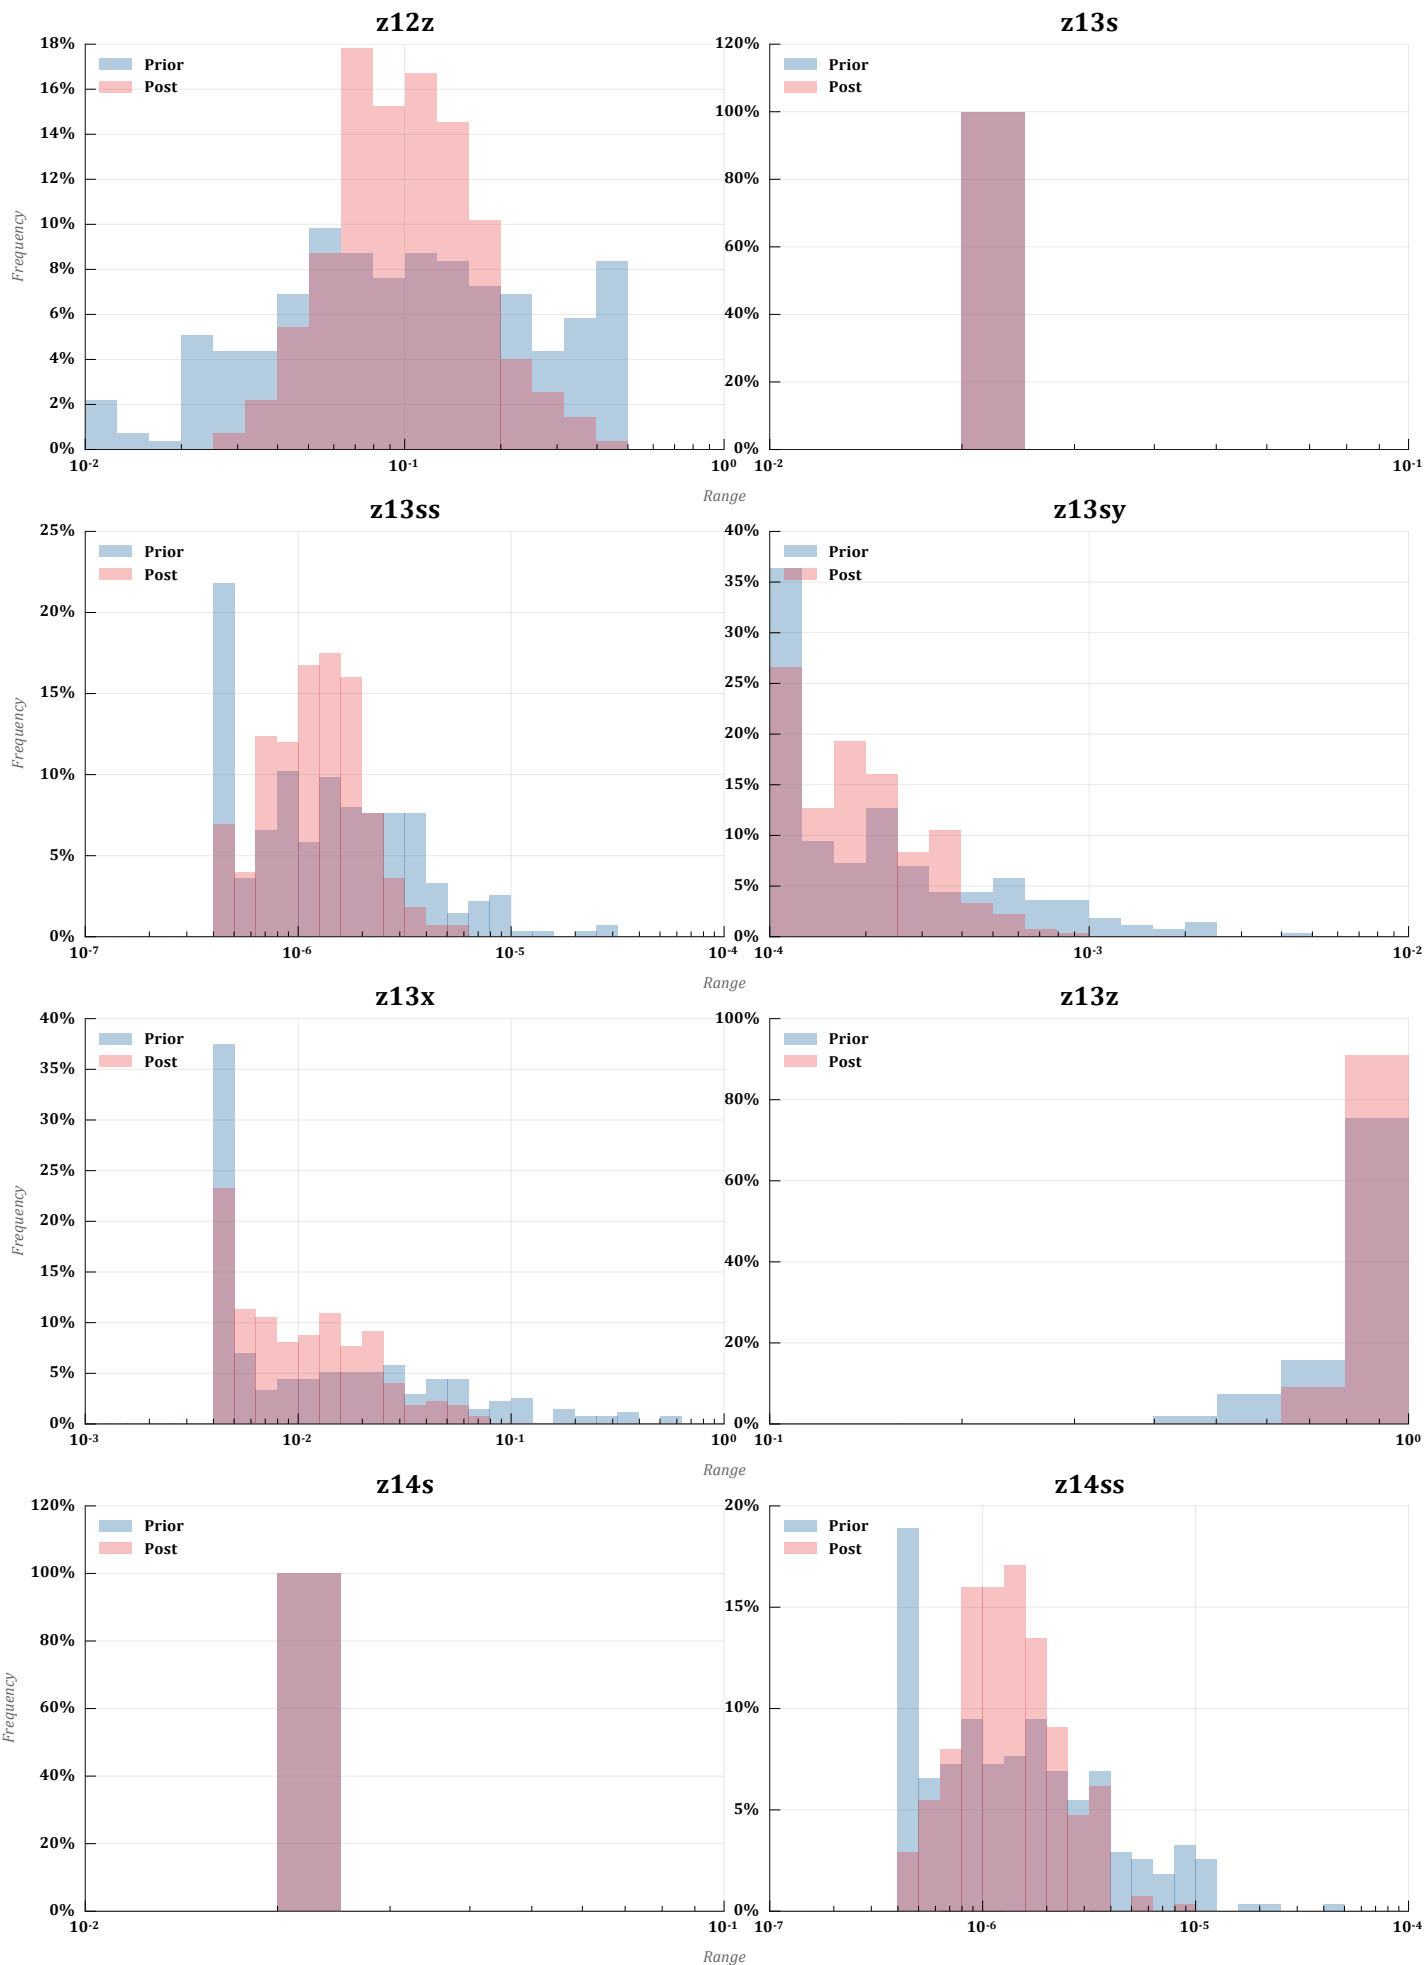 z12z
18%
16%
14%
12%
10%
8%
6%
4%
2%
0%
Prior
Post
10-2
10-1
100
Frequency
z13s
120%
100%
80%
60%
40%
20%
0%
Prior
Post
10-2
10-1
Range
z13ss
25%
20%
15%
10%
5%
0%
Prior
Post
10-7
10-6
10-5
10-4
Frequency
z13sy
40%
35%
30%
25%
20%
15%
10%
5%
0%
Prior
Post
10-4
10-3
10-2
Range
z13x
40%
35%
30%
25%
20%
15%
10%
5%
0%
Prior
Post
10-3
10-2
10-1
100
Frequency
z13z
100%
80%
60%
40%
20%
0%
Prior
Post
10-1
100
Range
z14s
120%
100%
80%
60%
40%
20%
0%
Prior
Post
10-2
10-1
Frequency
z14ss
20%
15%
10%
5%
0%
Prior
Post
10-7
10-6
10-5
10-4
Range